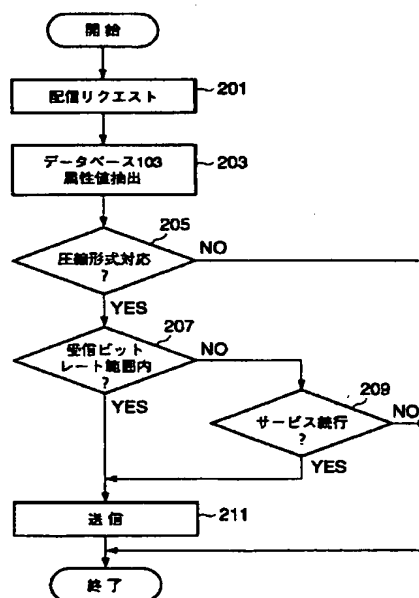 開始
配信リクエスト
201
データベース103
属性値抽出
203
205
圧縮形式対応
?
NO
YES
207
受信ビット
レート範囲内
?
NO
YES
209
サービス続行
?
NO
YES
送信
211
終了